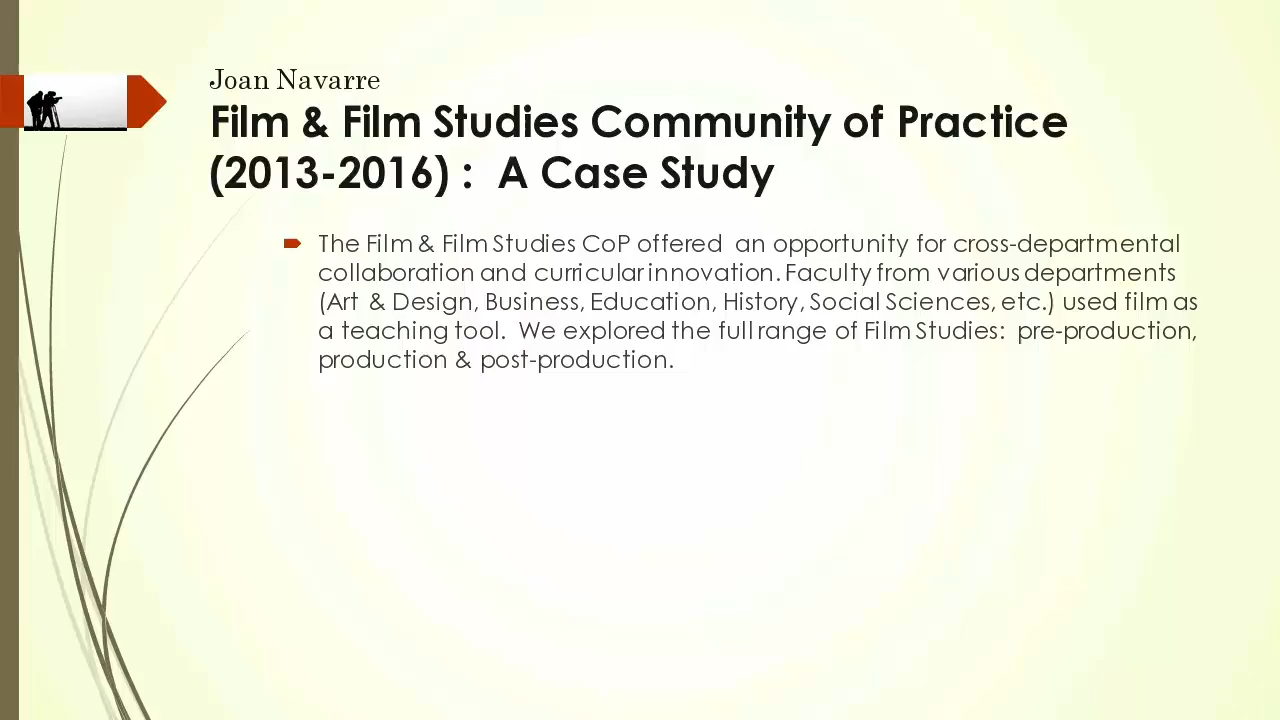 Joan Navarre
Film & Film Studies Community of Practice
(2013-2016) :  A Case Study
The Film & Film Studies CoP offered  an opportunity for cross-departmental
collaboration and curricular innovation. Faculty from various departments
(Art  & Design, Business, Education, History, Social Sciences, etc.) used film as
a teaching tool.  We explored the full range of Film Studies:  pre-production,
production & post-production.